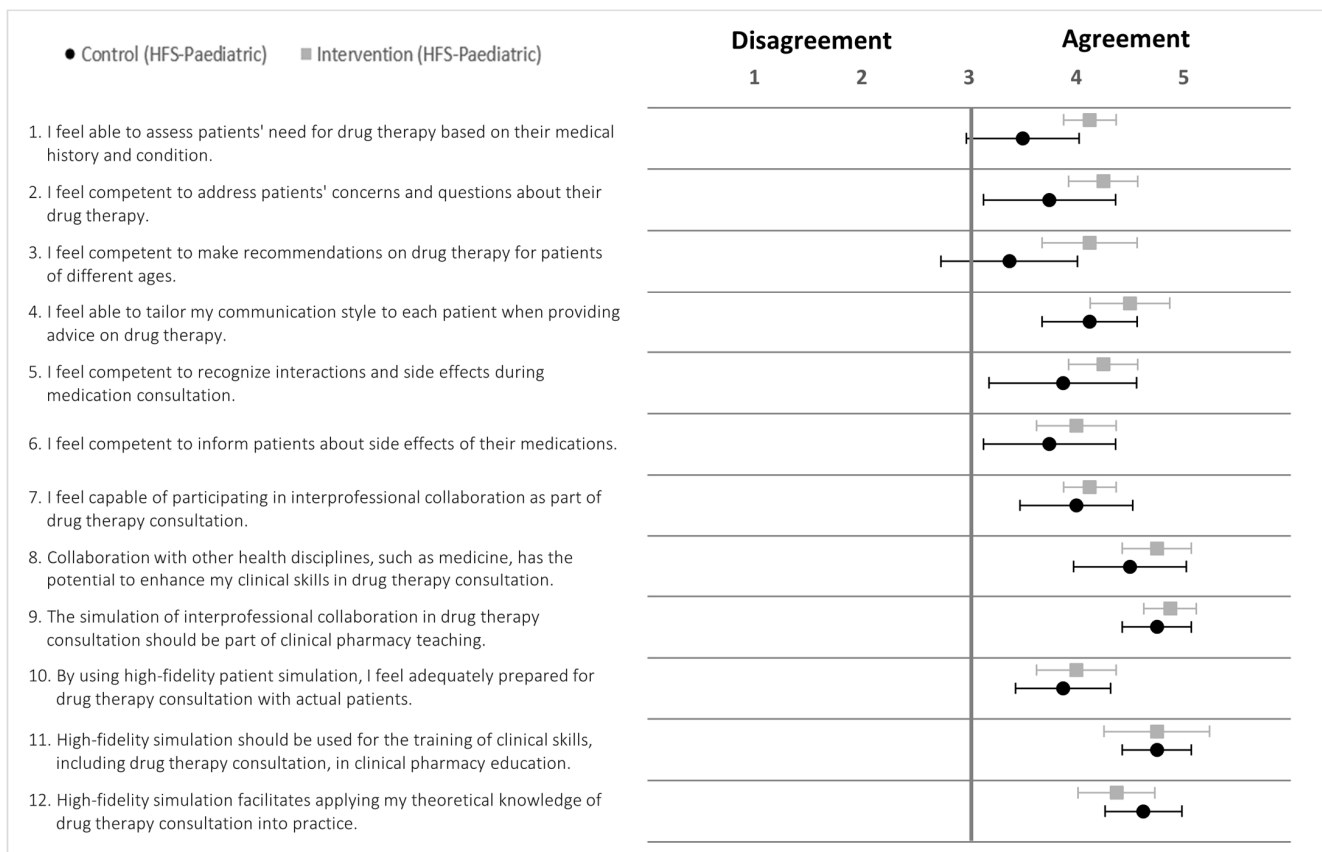 Control (HFS-Paediatric) Intervention (HFS-Paediatric)
Disagreement Agreement
1 2 3 4 5
1. I feel able to assess patients' need for drug therapy based on their medical
history and condition.
2. I feel competent to address patients' concerns and questions about their
drug therapy.
3. I feel competent to make recommendations on drug therapy for patients
of different ages.
4. I feel able to tailor my communication style to each patient when providing
advice on drug therapy.
5. I feel competent to recognize interactions and side effects during
medication consultation.
6. I feel competent to inform patients about side effects of their medications.
7. I feel capable of participating in interprofessional collaboration as part of
drug therapy consultation.
8. Collaboration with other health disciplines, such as medicine, has the
potential to enhance my clinical skills in drug therapy consultation.
9. The simulation of interprofessional collaboration in drug therapy
consultation should be part of clinical pharmacy teaching.
10. By using high-fidelity patient simulation, I feel adequately prepared for
drug therapy consultation with actual patients.
11. High-fidelity simulation should be used for the training of clinical skills,
including drug therapy consultation, in clinical pharmacy education.
12. High-fidelity simulation facilitates applying my theoretical knowledge of
drug therapy consultation into practice.